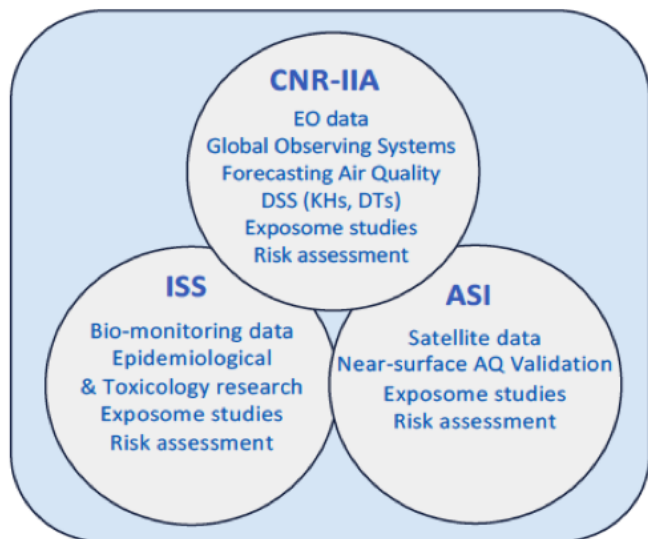 CNR-IIA
EO data
Global Observing Systems
Forecasting Air Quality
DSS (KHs, DTs)
Exposome studies
Risk assessment
ISS
Bio-monitoring data
Epidemiological
& Toxicology research
Exposome studies
Risk assessment
ASI
Satellite data
Near-surface AQ Validation
Exposome studies
Risk assessment